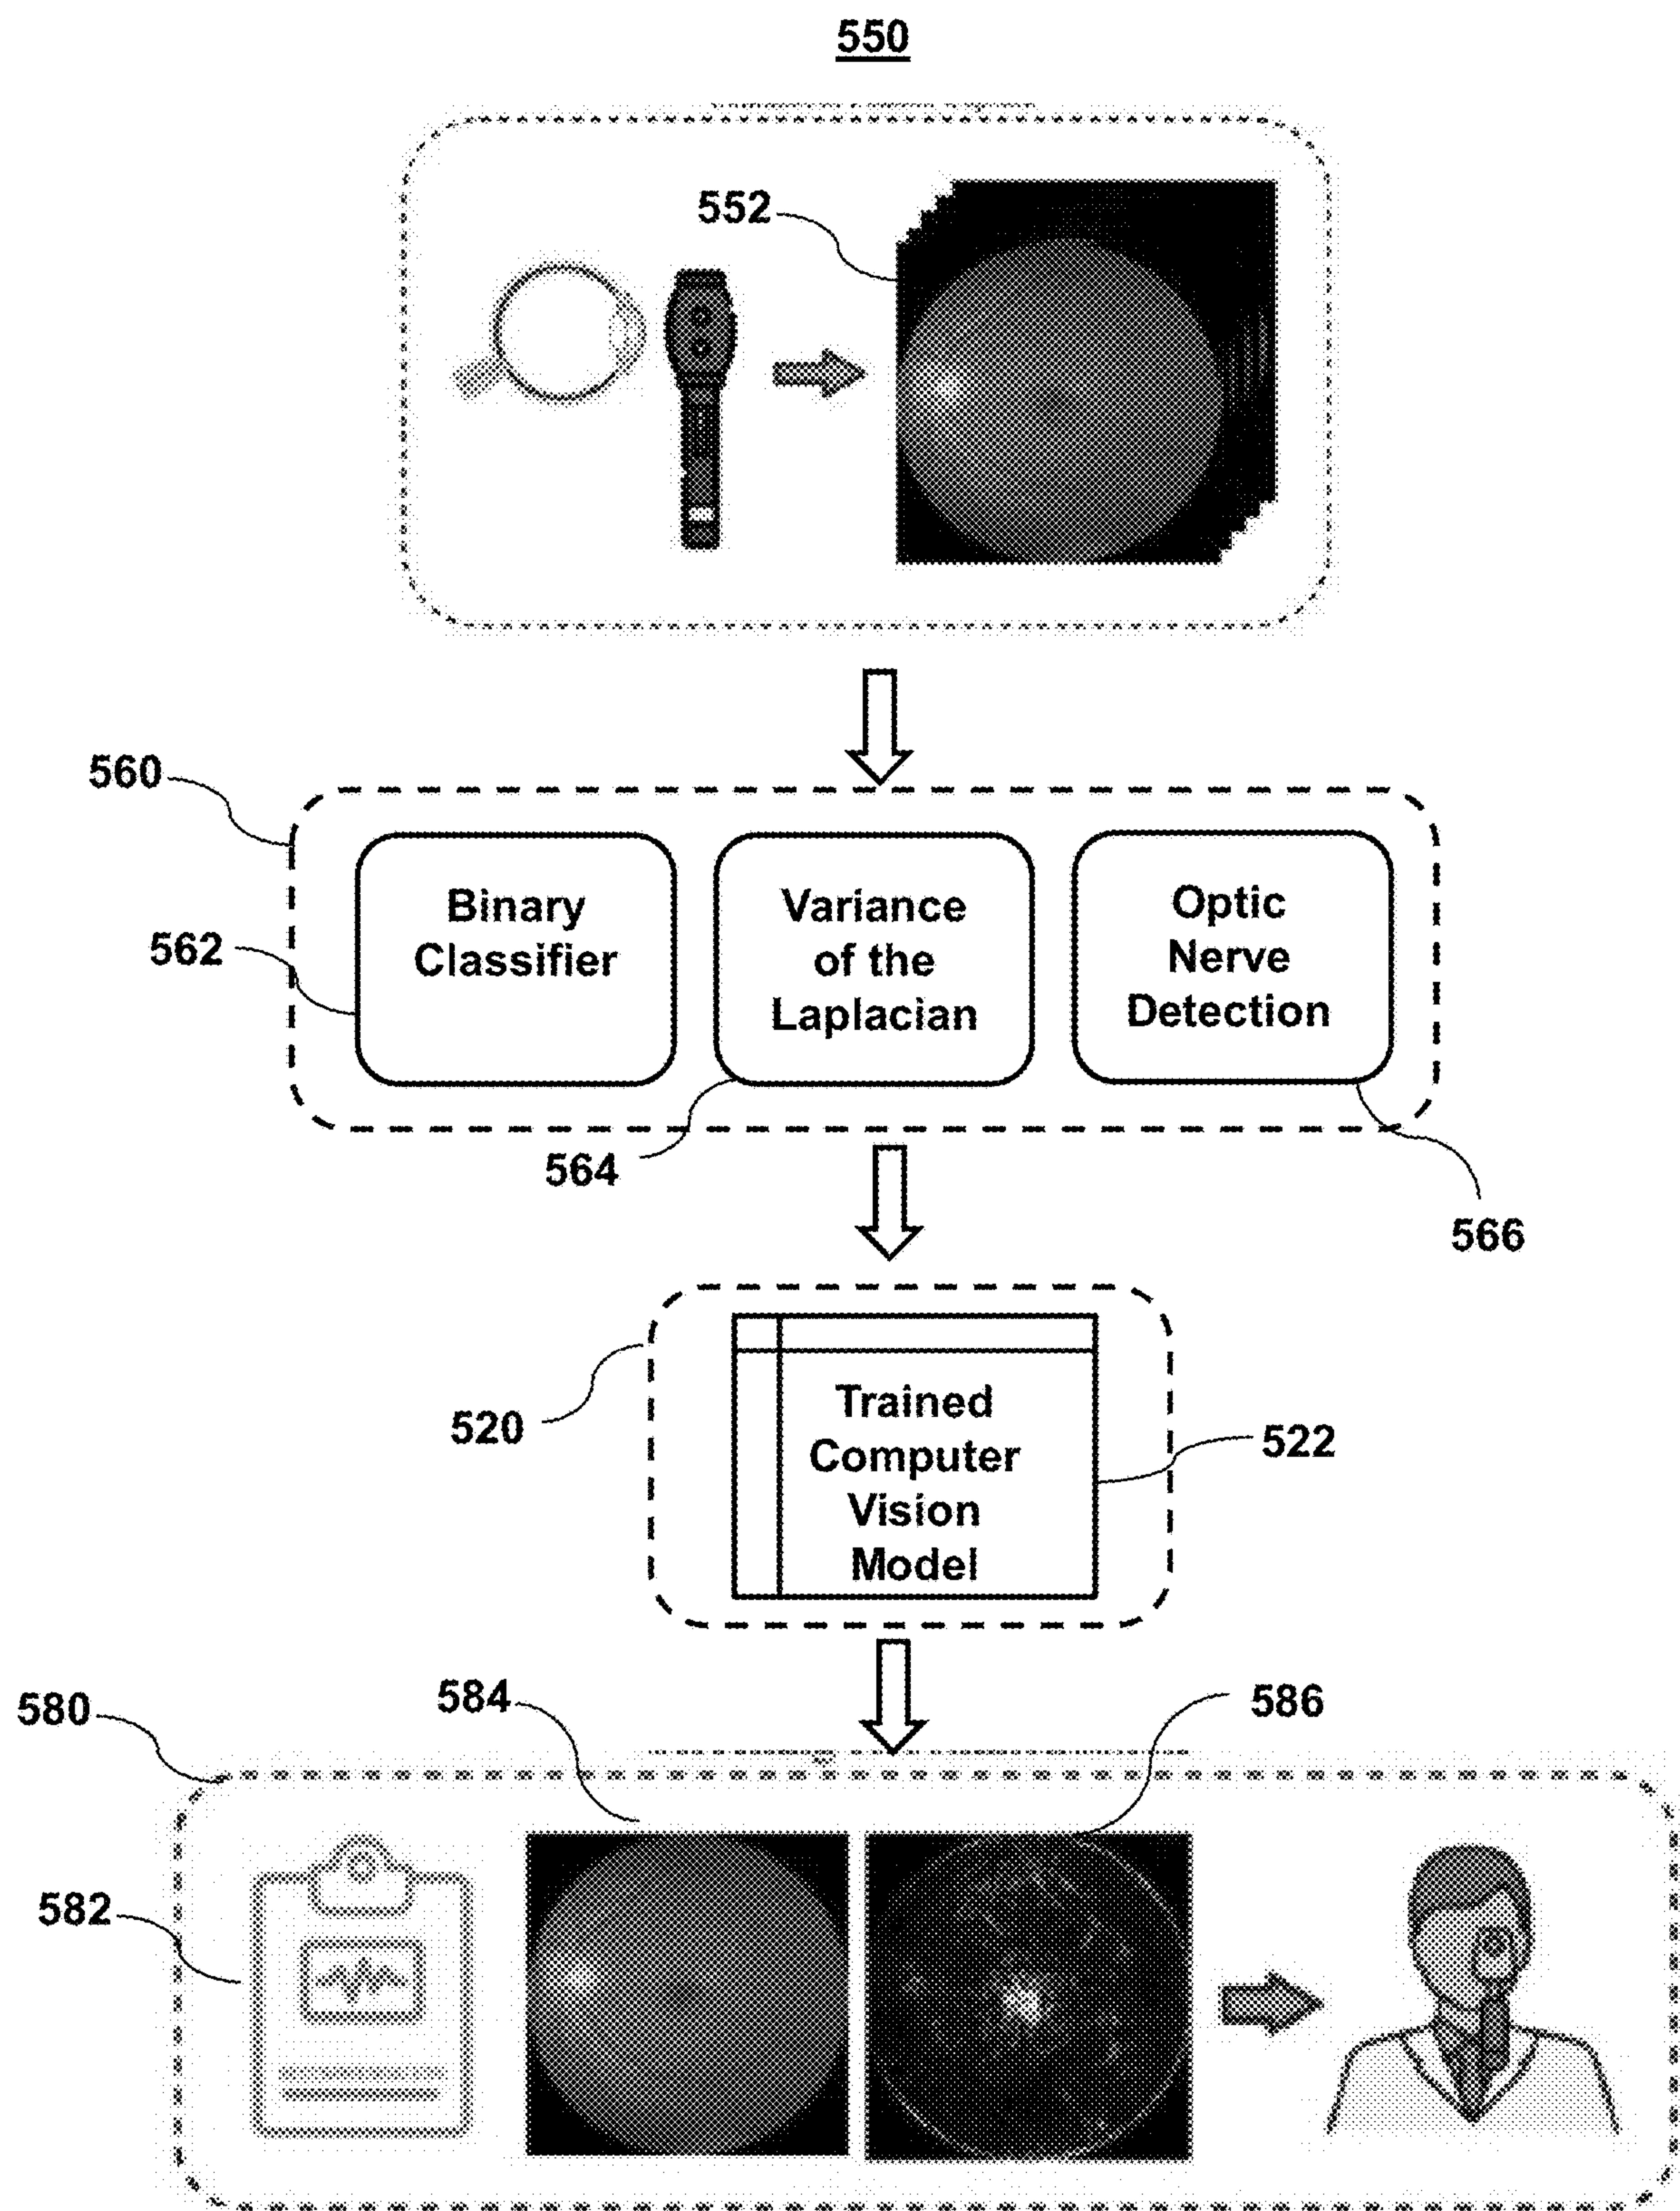 550
552
560
562
Binary
Classifier
Variance
of the
Laplacian
Optic
Nerve
Detection
564
566
520
Trained
Computer
Vision
Model
522
580
584
586
582